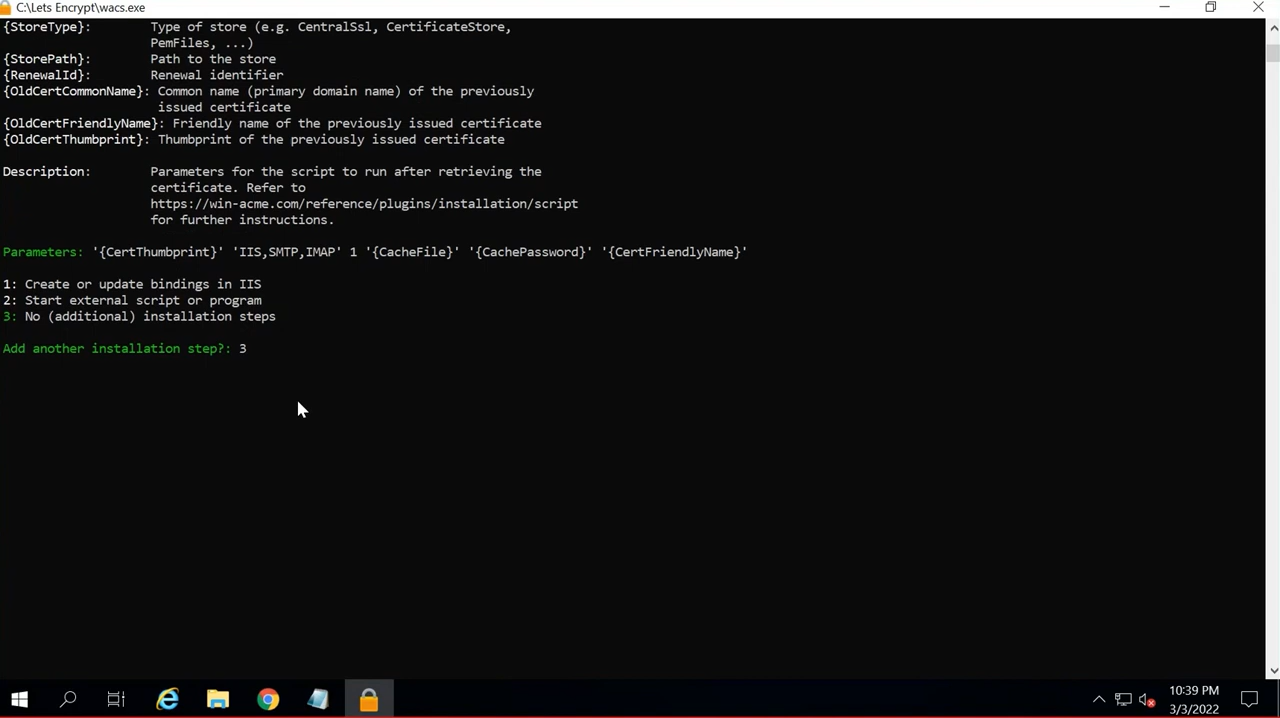 C:\Lets Encrypt\wacs.exe
{StoreType}: Type of store (e.g. CentralSsl, CertificateStore,
PemFiles, ...)
{StorePath}: Path to the store
{RenewalId}: Renewal identifier
{OldCertCommonName}: Common name (primary domain name) of the previously
issued certificate
{OldCertFriendlyName}: Friendly name of the previously issued certificate
{OldCertThumbprint}: Thumbprint of the previously issued certificate
Description: Parameters for the script to run after retrieving the
certificate. Refer to
https://win-acme.com/reference/plugins/installation/script
for further instructions.
Parameters: '{CertThumbprint}' 'IIS,SMTP,IMAP' 1 '{CacheFile}' '{CachePassword}' '{CertFriendlyName}'
1: Create or update bindings in IIS
2: Start external script or program
3: No (additional) installation steps
Add another installation step?: 3
10:39 PM
3/3/2022